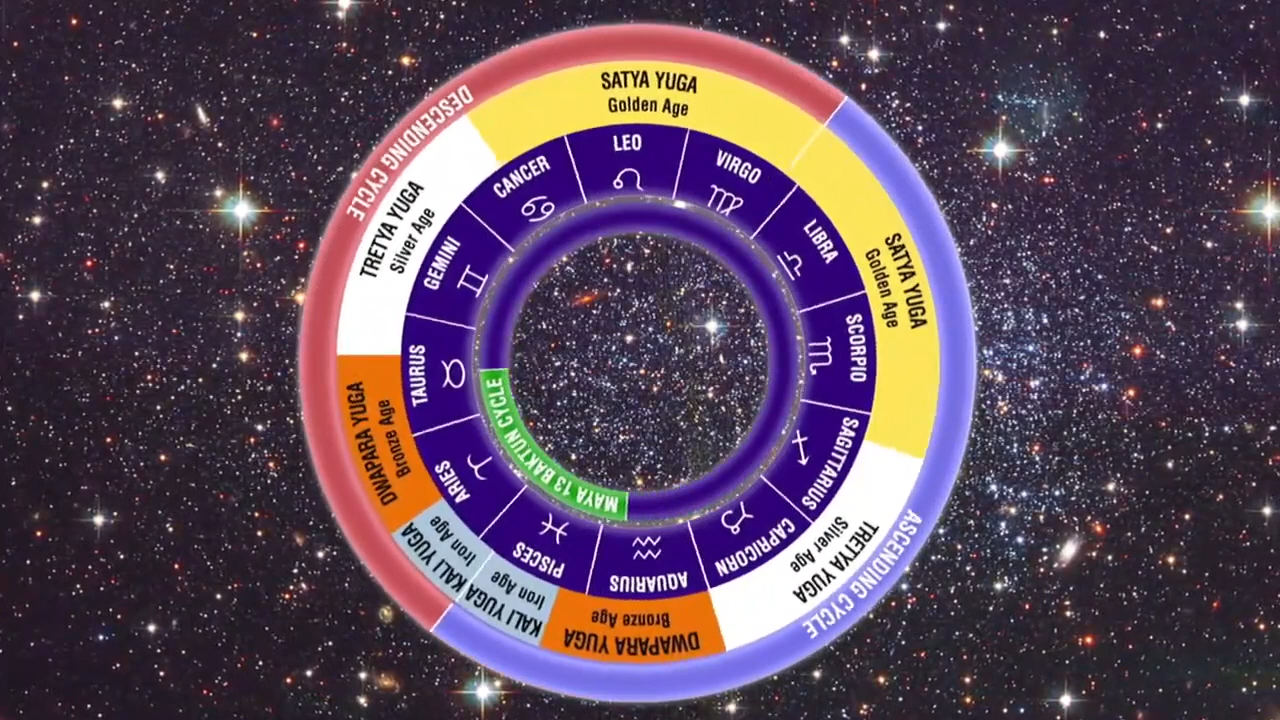 DESCENDING CYCLE
SATYA YUGA
Golden Age
SATYA YUGA
Golden Age
TRETYA YUGA
Silver Age
ASCENDING CYCLE
DWAPARA YUGA
Bronze Age
KALI YUGA
Iron Age
KALI YUGA
Iron Age
DWAPARA YUGA
Bronze Age
TRETYA YUGA
Silver Age
LEO
VIRGO
LIBRA
SCORPIO
SAGITTARIUS
CAPRICORN
AQUARIUS
PISCES
ARIES
TAURUS
GEMINI
CANCER
MAYA 13 BAKTUN CYCLE